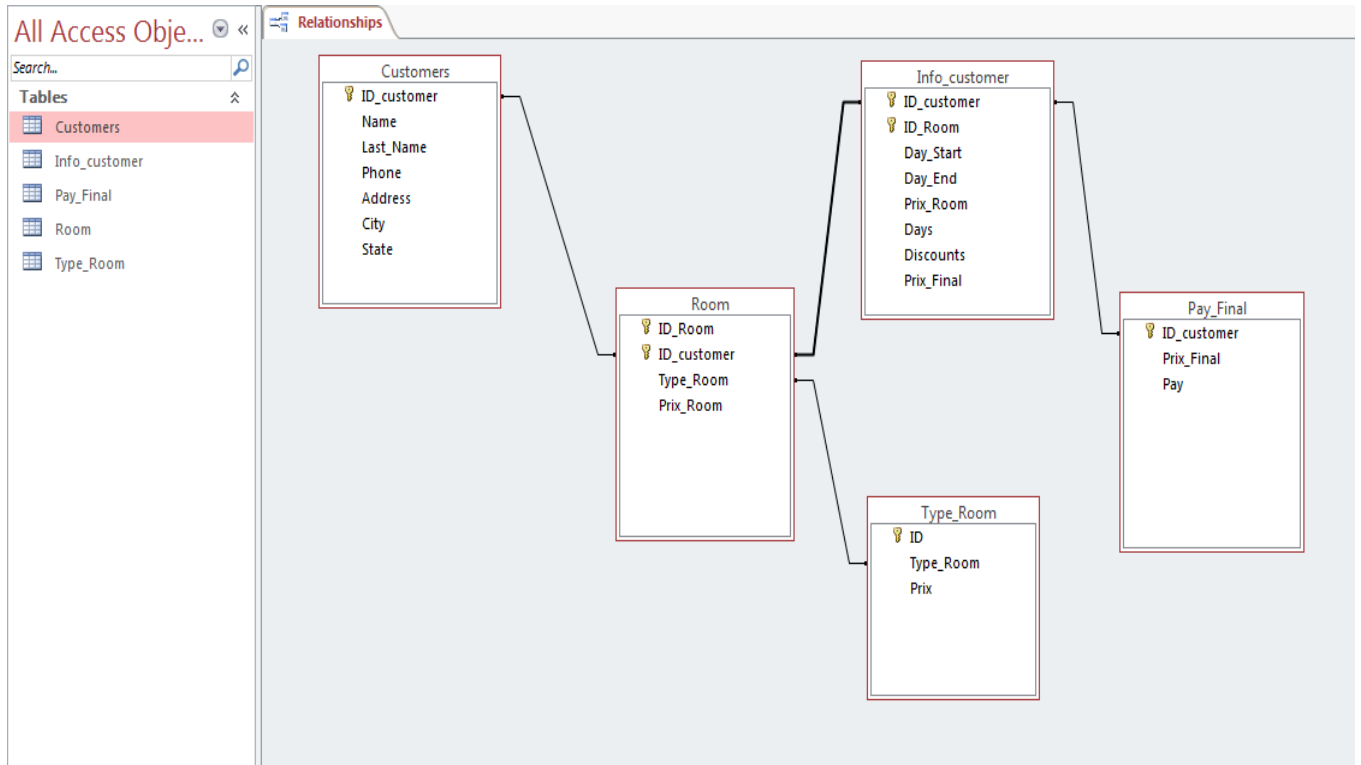 All Access Obje...
Search...
Tables
Customers
Info_customer
Pay_Final
Room
Type_Room
Relationships
Customers
ID_customer
Name
Last_Name
Phone
Address
City
State
Room
ID_Room
ID_customer
Type_Room
Prix_Room
Info_customer
ID_customer
ID_Room
Day_Start
Day_End
Prix_Room
Days
Discounts
Prix_Final
Type_Room
ID
Type_Room
Prix
Pay_Final
ID_customer
Prix_Final
Pay